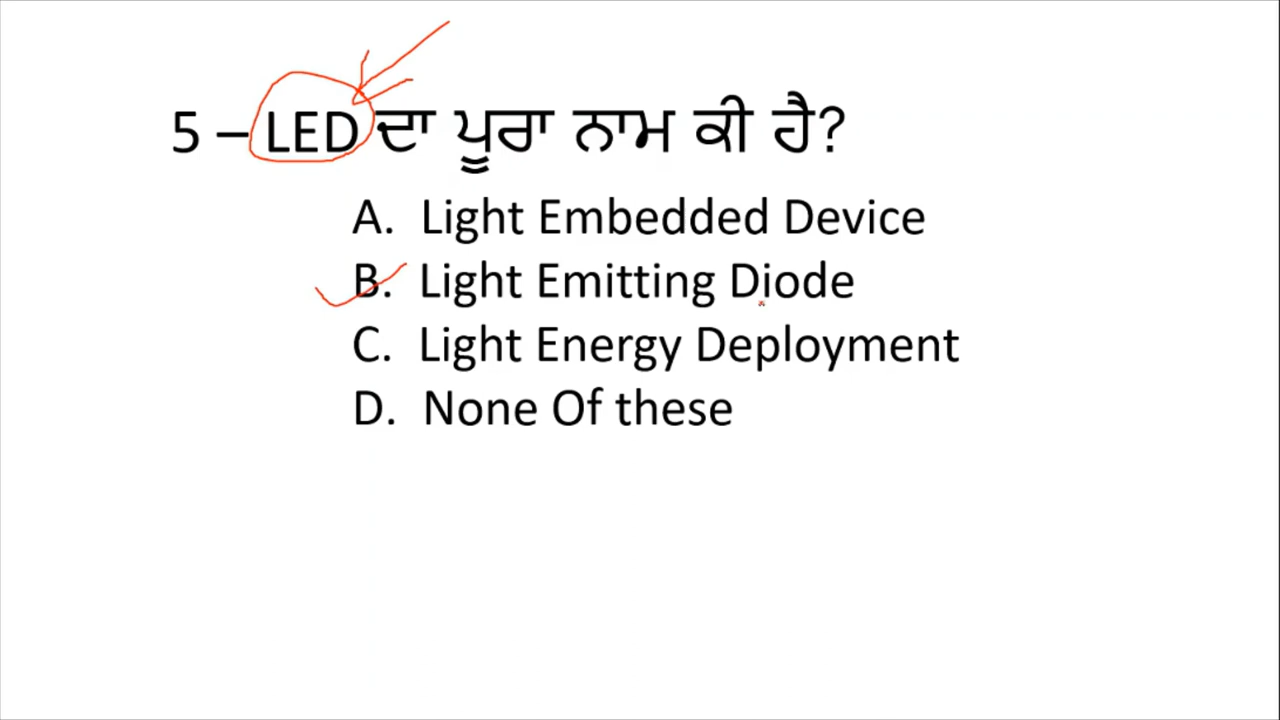 5 – LED ਦਾ ਪੂਰਾ ਨਾਮ ਕੀ ਹੈ?
A. Light Embedded Device
B. Light Emitting Diode
C. Light Energy Deployment
D. None Of these